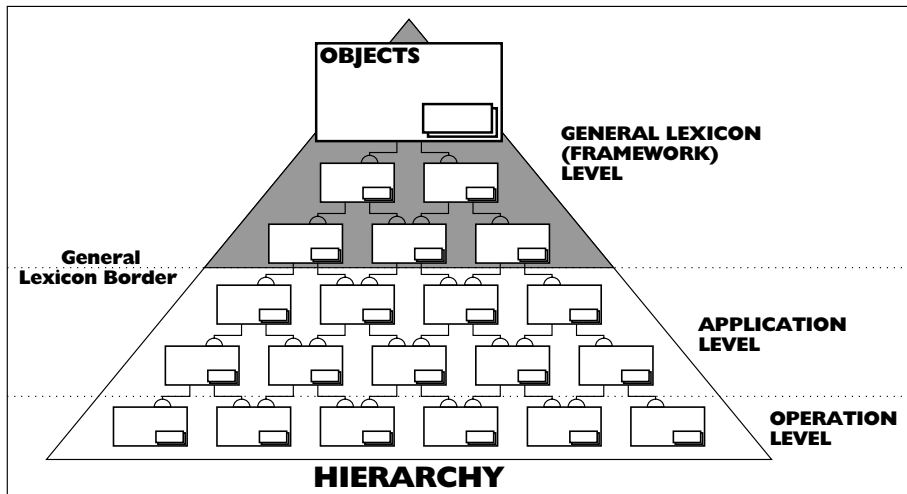 OBJECTS
GENERAL LEXICON
(FRAMEWORK)
LEVEL
General
Lexicon Border
APPLICATION
LEVEL
OPERATION
LEVEL
HIERARCHY